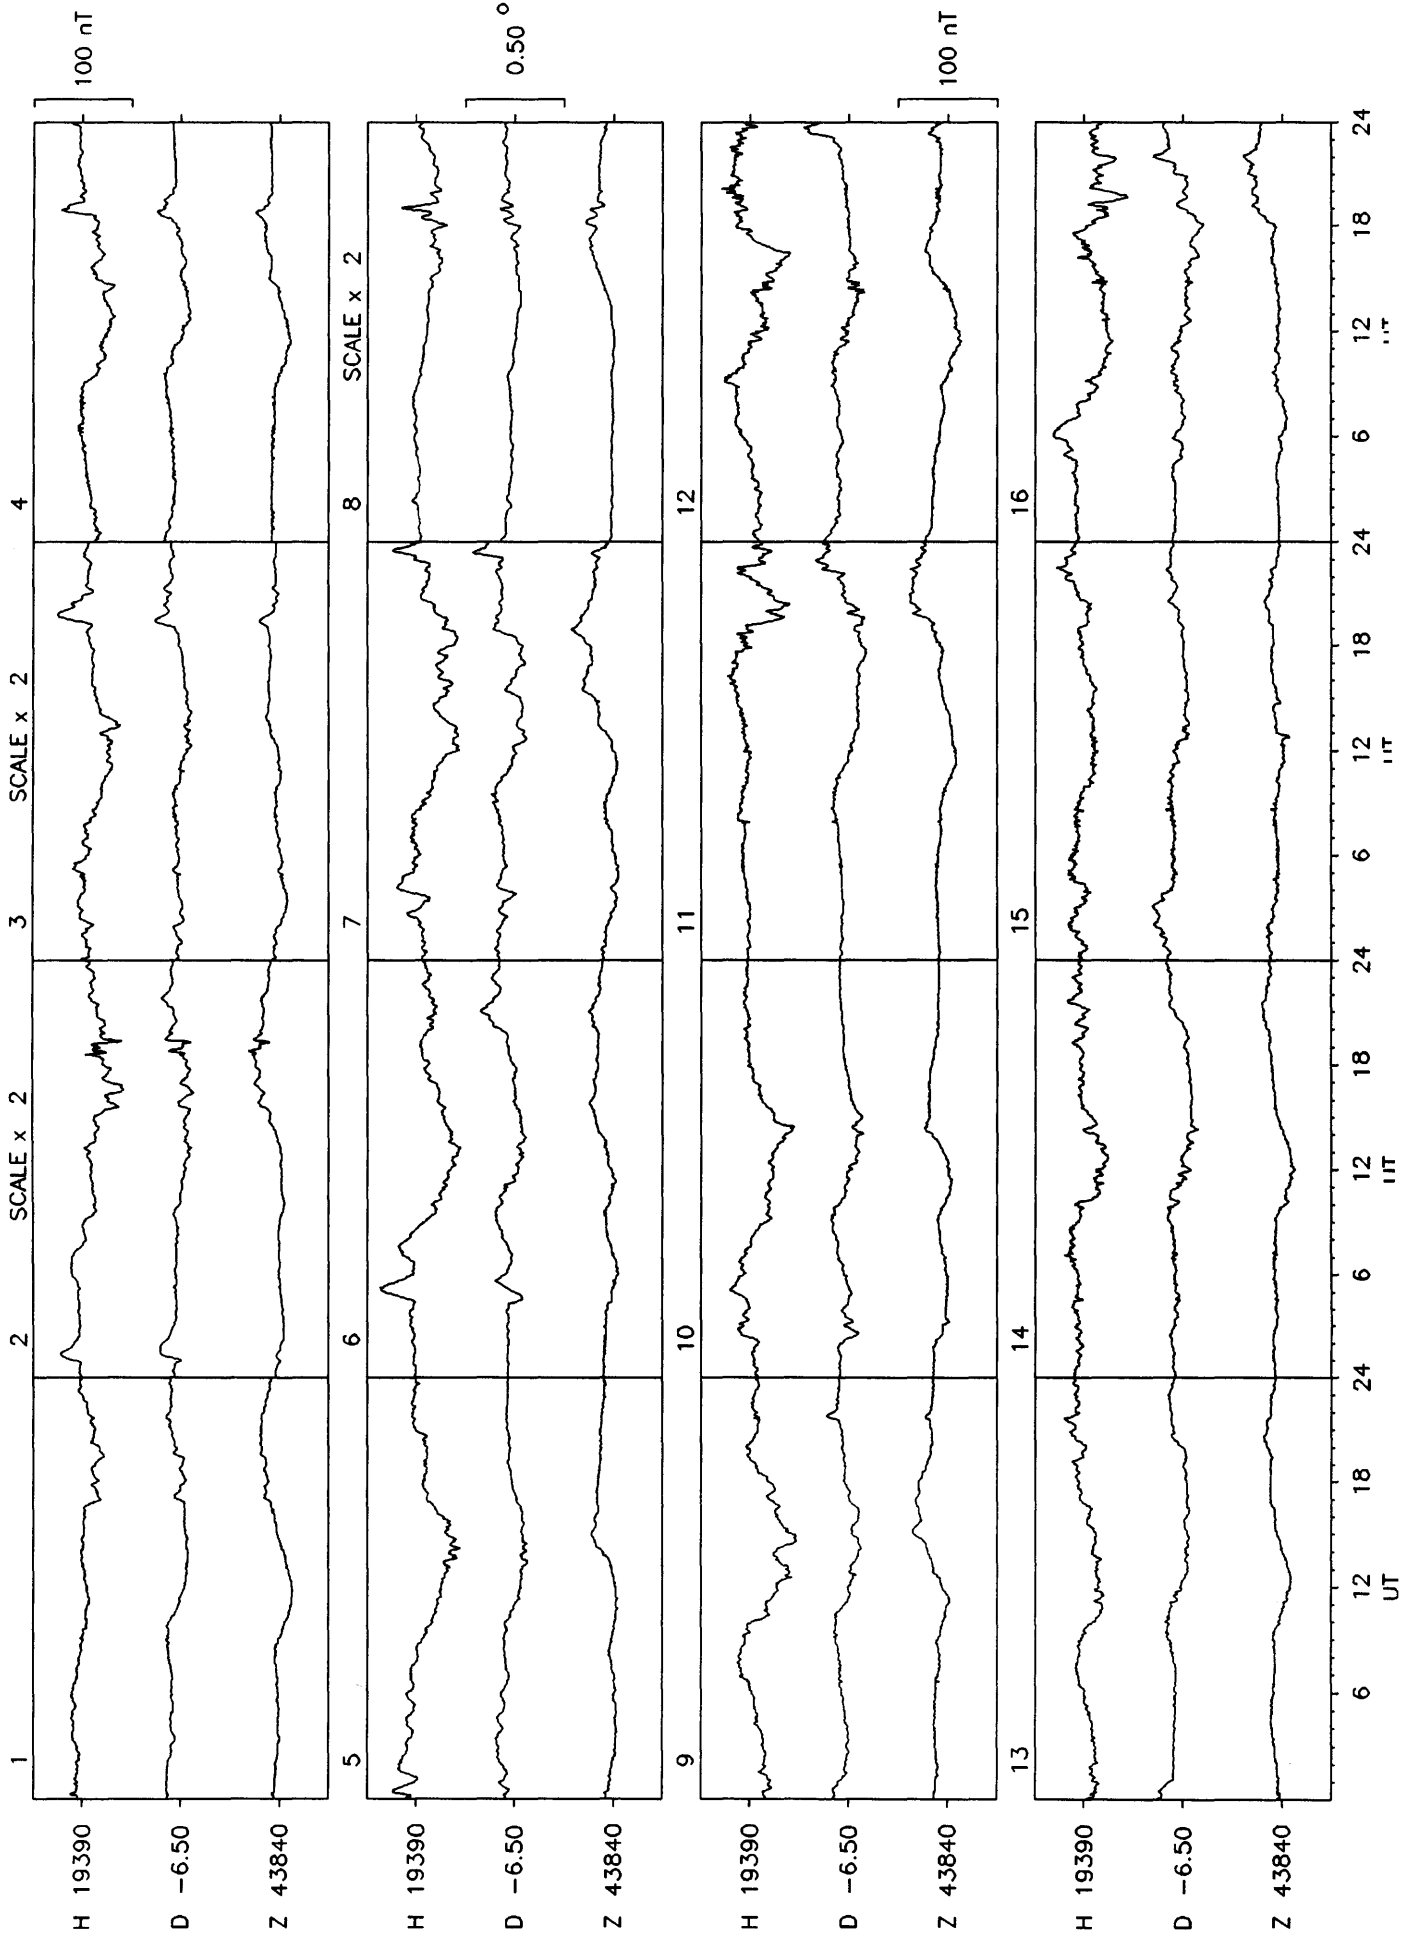 1 2 SCALE x 2 3 SCALE x 2 4
H 19390 100 nT
D -6.50
Z 43840
5 6 7 8 SCALE x 2
H 19390
D -6.50 0.50 °
Z 43840
9 10 11 12
H 19390
D -6.50
Z 43840 100 nT
13 14 15 16
H 19390
D -6.50
Z 43840
6 12 18 24 6 12 18 24 6 12 18 24 6 12 18 24
UT